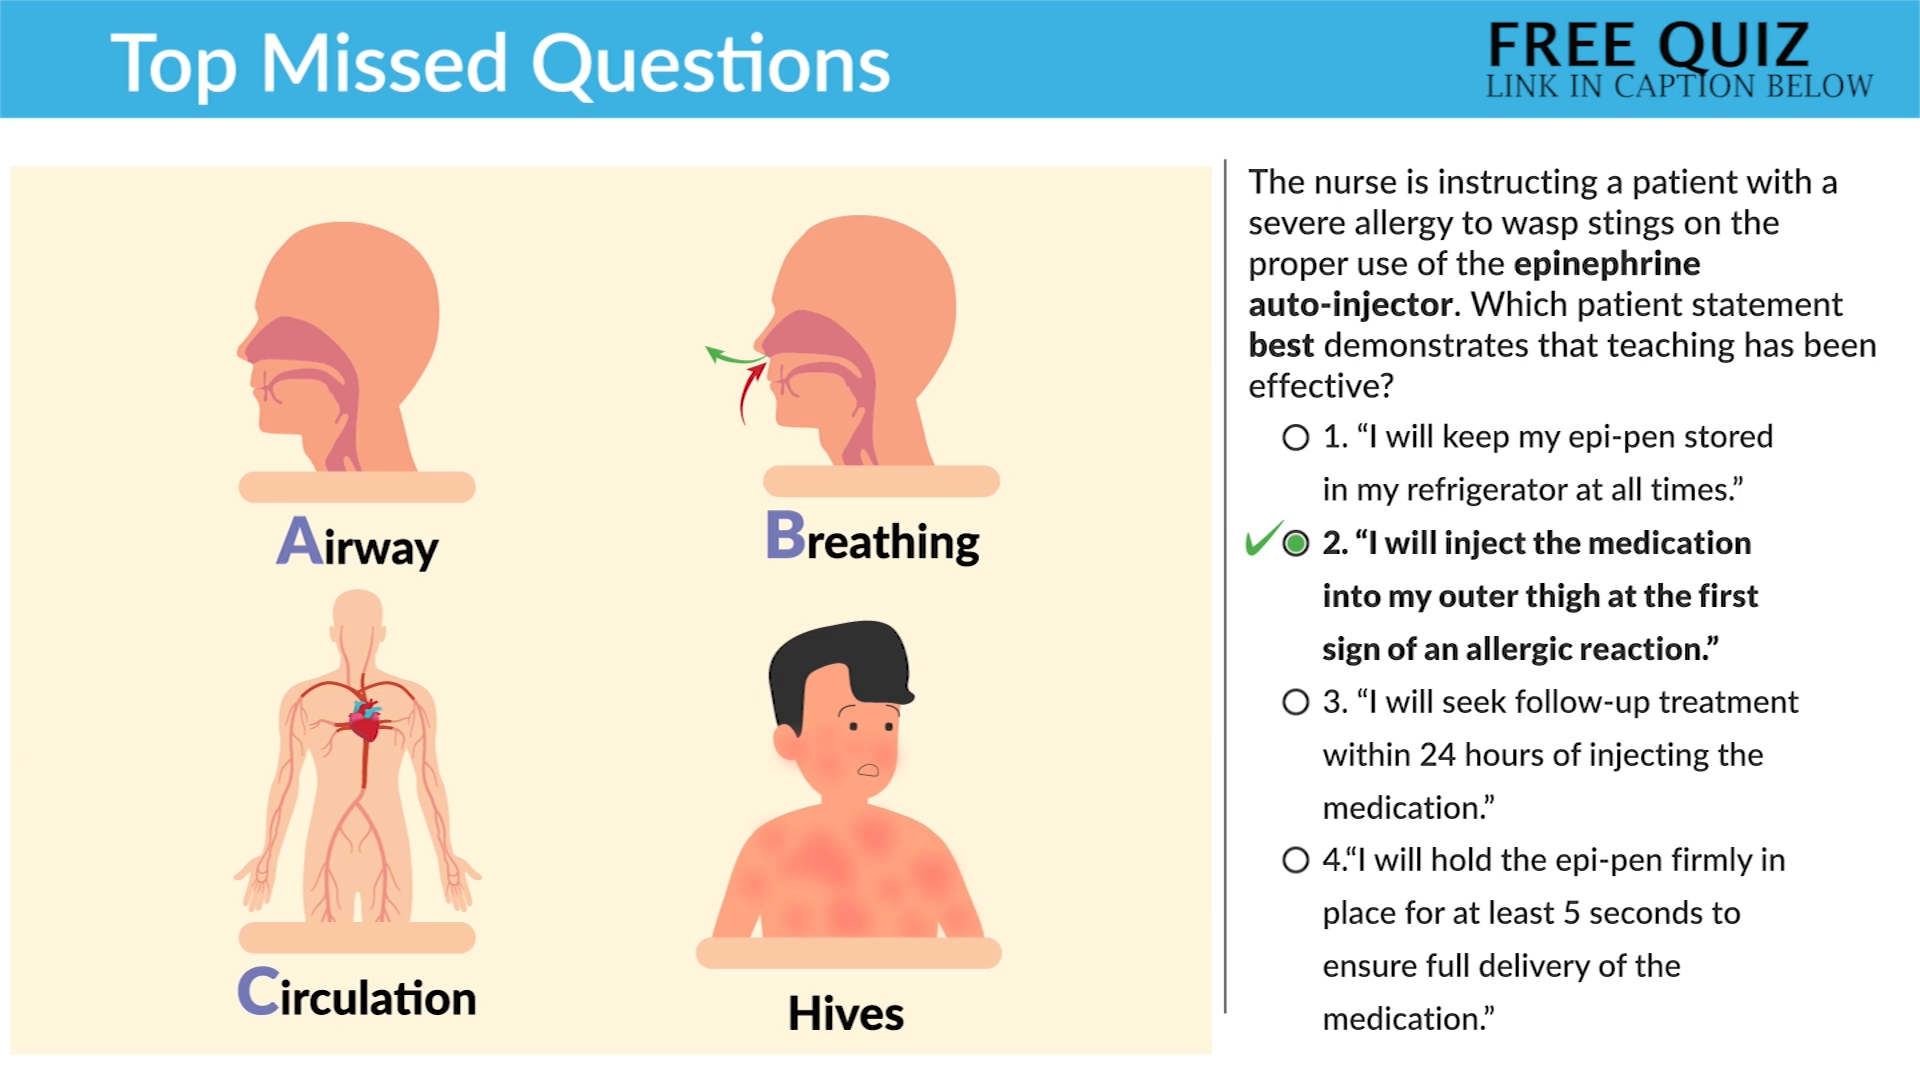 Top Missed Questions
FREE QUIZ
LINK IN CAPTION BELOW
Airway
Breathing
Circulation
Hives
The nurse is instructing a patient with a
severe allergy to wasp stings on the
proper use of the epinephrine
auto-injector. Which patient statement
best demonstrates that teaching has been
effective?
1. “I will keep my epi-pen stored
in my refrigerator at all times.”
2. “I will inject the medication
into my outer thigh at the first
sign of an allergic reaction.”
3. “I will seek follow-up treatment
within 24 hours of injecting the
medication.”
4.“I will hold the epi-pen firmly in
place for at least 5 seconds to
ensure full delivery of the
medication.”